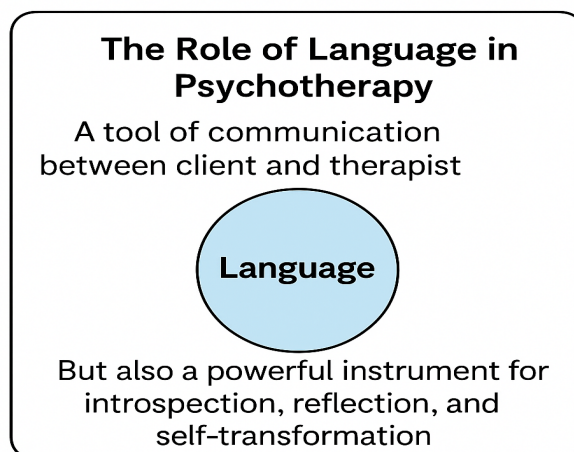 The Role of Language in
Psychotherapy
A tool of communication
between client and therapist
Language
But also a powerful instrument for
introspection, reflection, and
self-transformation